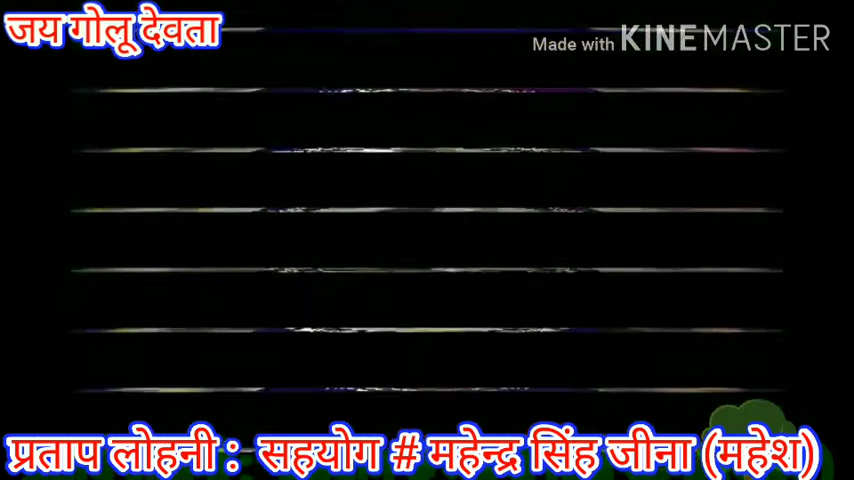 जय गोलू देवता
Made with KINEMASTER
प्रताप लोहनी : सहयोग # महेन्द्र सिंह जीना (महेश)